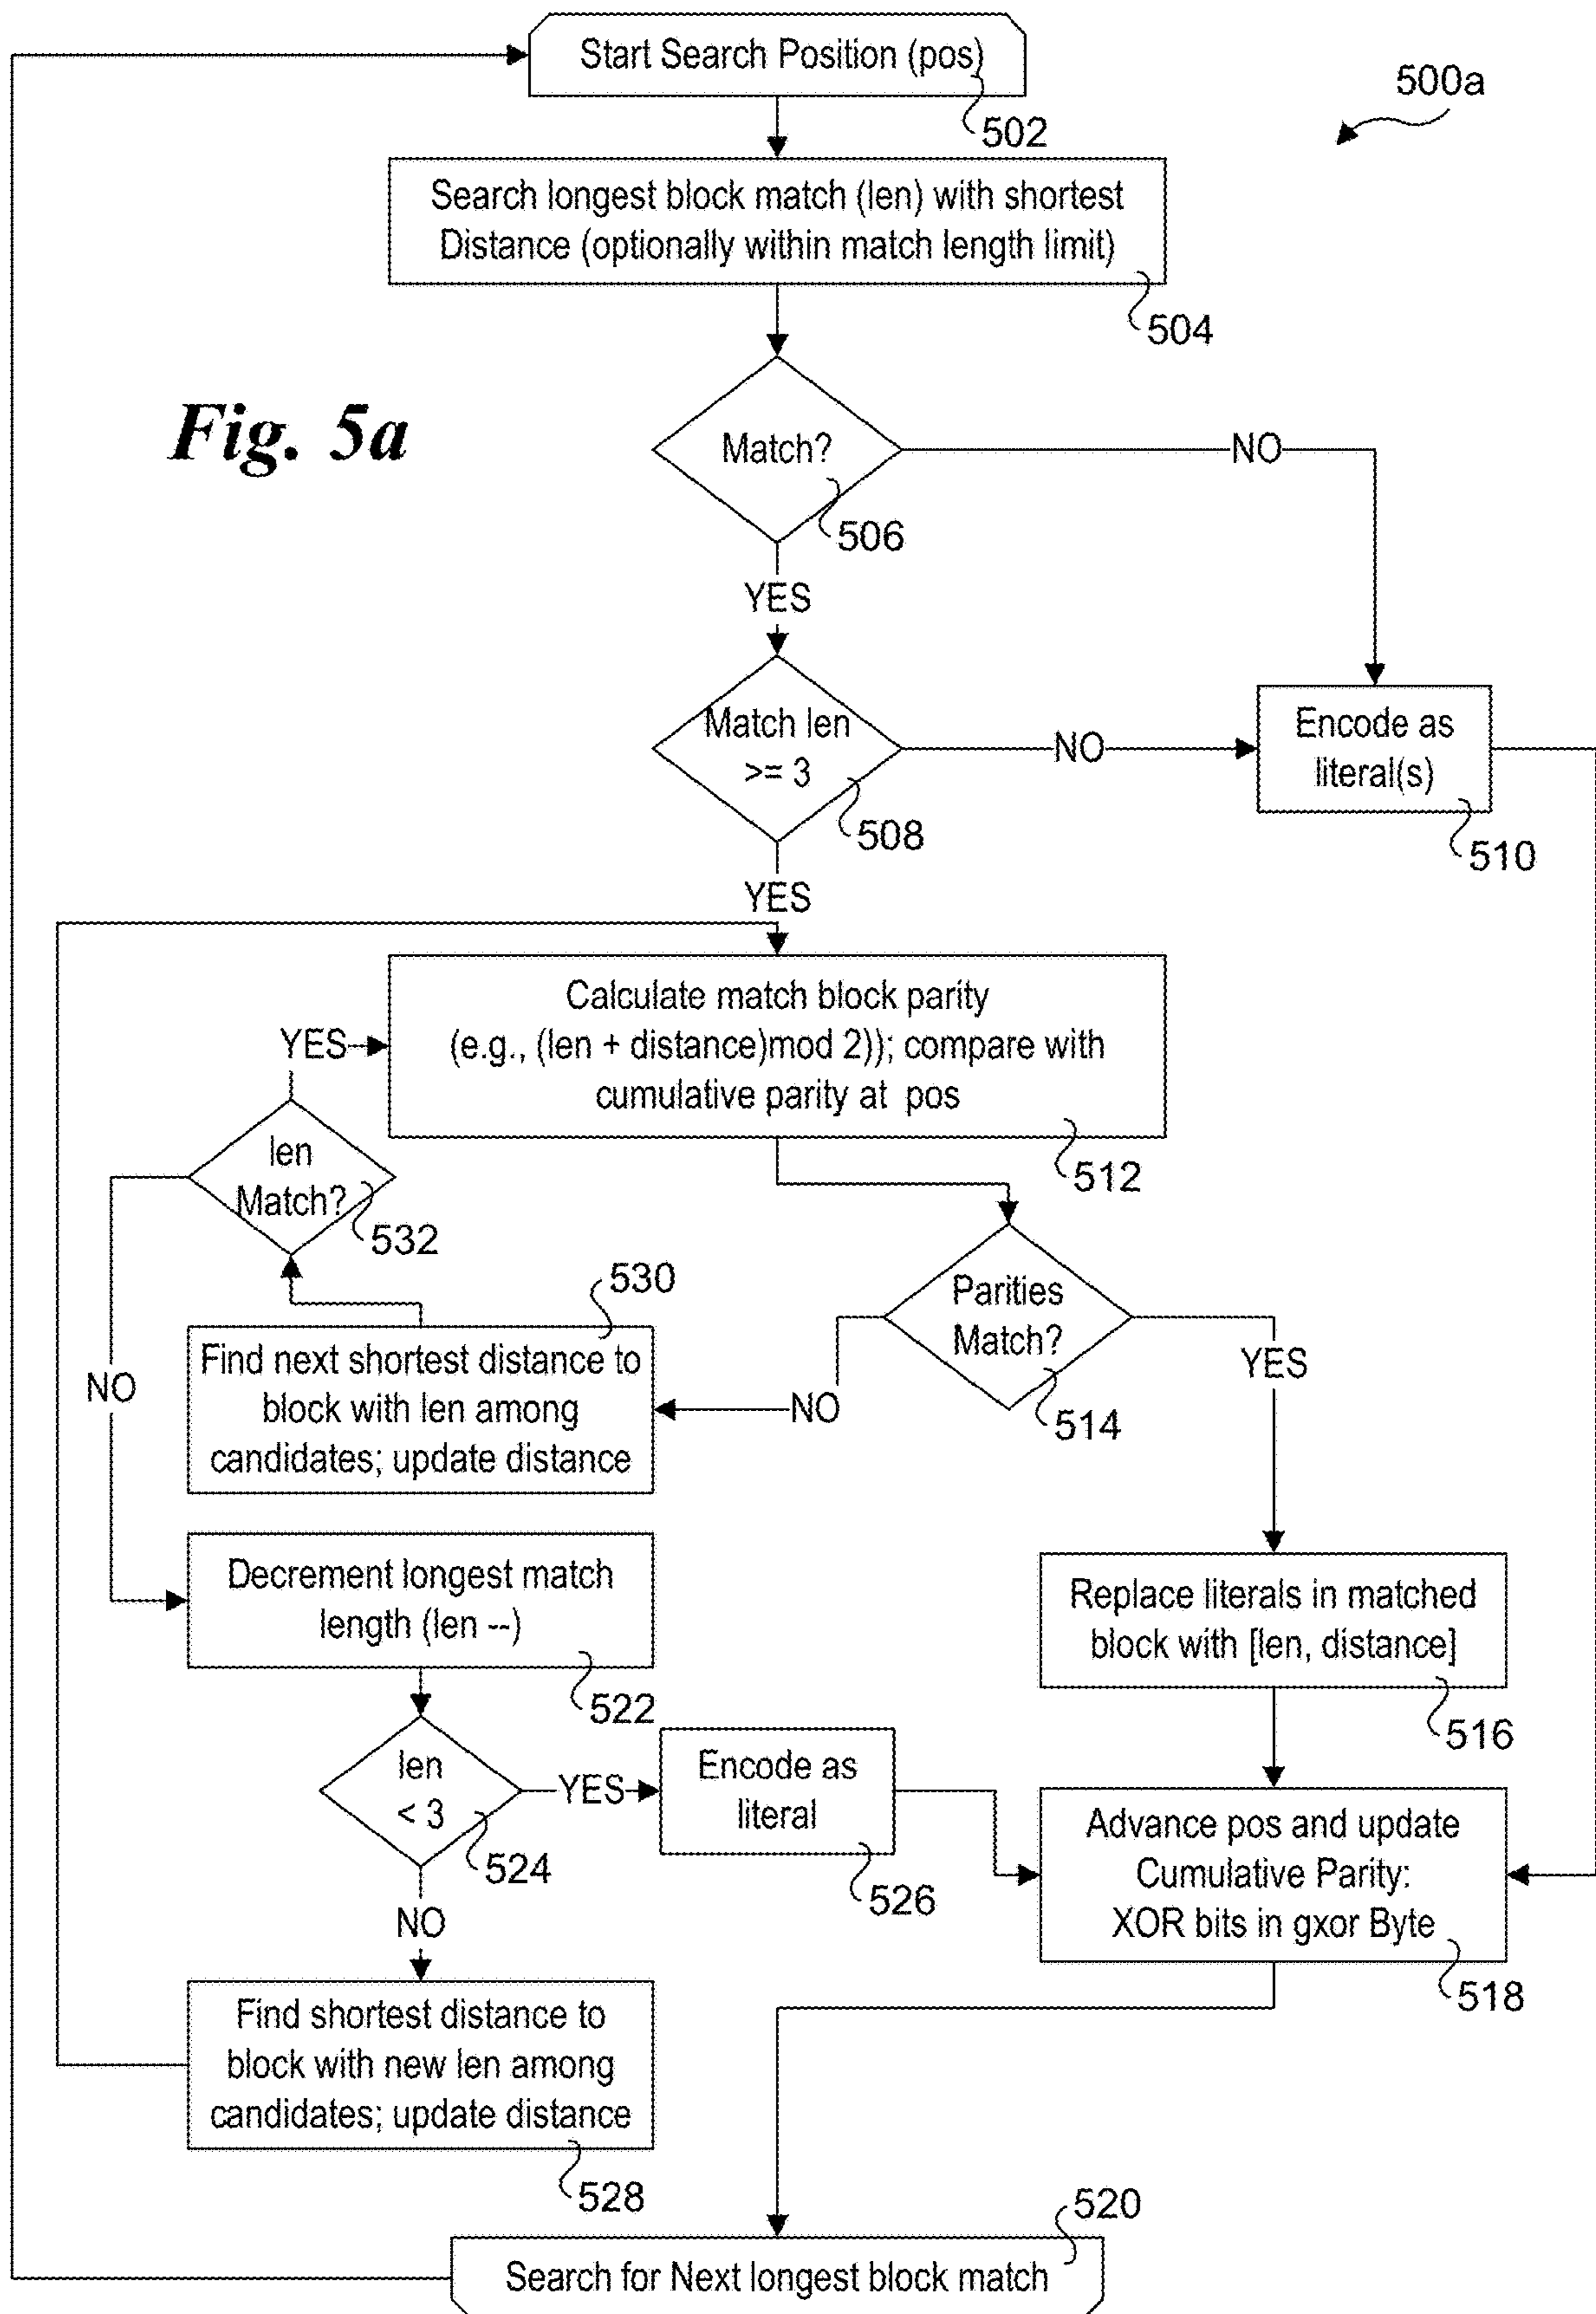 Start Search Position (pos)
502
500a
Search longest block match (len) with shortest
Distance (optionally within match length limit)
504
Fig. 5a
Match?
NO
506
YES
Match len
>= 3
NO
508
Encode as
literal(s)
510
YES
Calculate match block parity
(e.g., (len + distance)mod 2)); compare with
cumulative parity at pos
512
YES
len
Match?
532
530
Parities
Match?
514
NO
YES
NO
Find next shortest distance to
block with len among
candidates; update distance
Decrement longest match
length (len --)
522
Replace literals in matched
block with [len, distance]
516
len
< 3
524
YES
Encode as
literal
526
Advance pos and update
Cumulative Parity:
XOR bits in gxor Byte
518
NO
Find shortest distance to
block with new len among
candidates; update distance
528
520
Search for Next longest block match